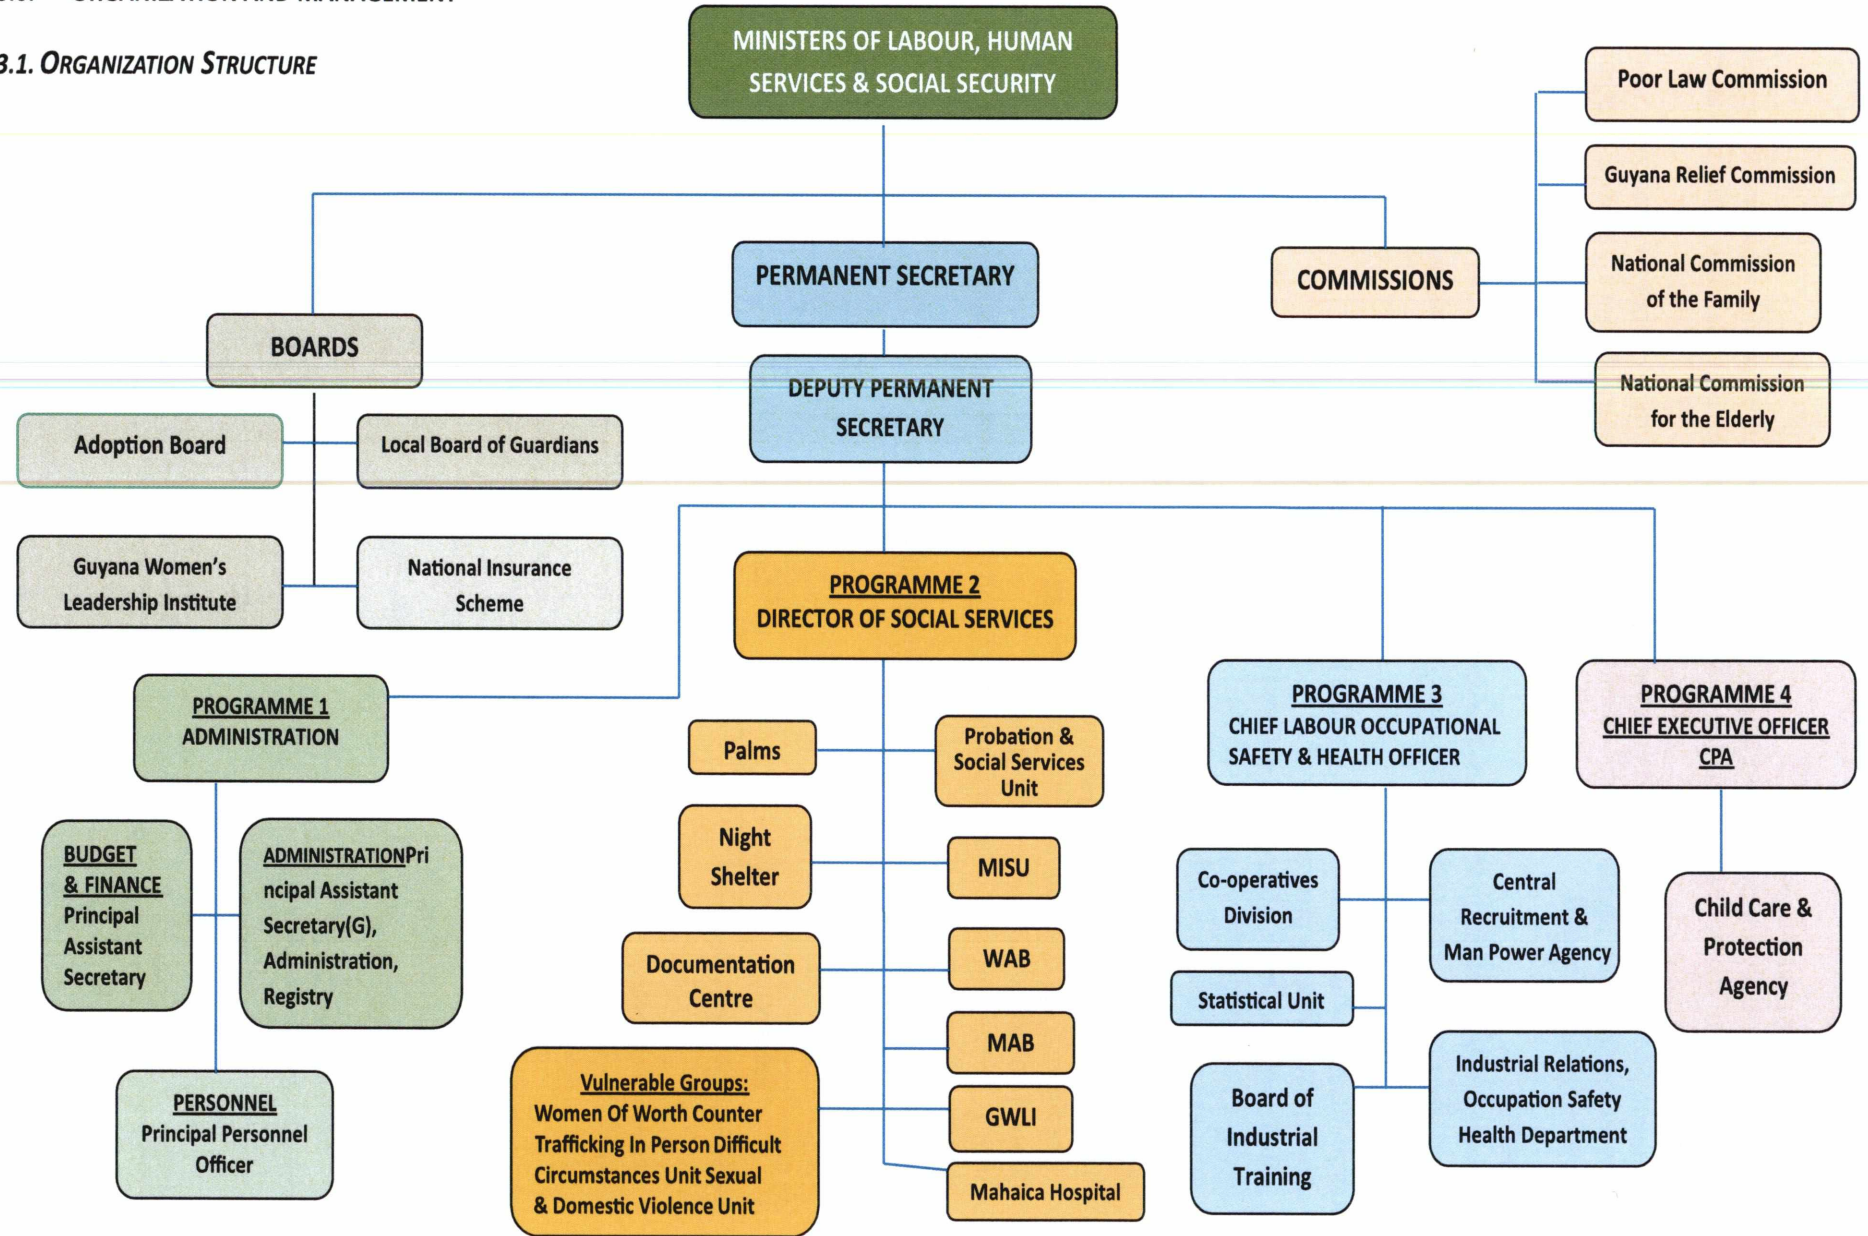 ORGANIZATION AND MANAGEMENT
3.1. ORGANIZATION STRUCTURE
MINISTERS OF LABOUR, HUMAN
SERVICES & SOCIAL SECURITY
Poor Law Commission
Guyana Relief Commission
National Commission
of the Family
National Commission
for the Elderly
COMMISSIONS
PERMANENT SECRETARY
DEPUTY PERMANENT
SECRETARY
BOARDS
Adoption Board
Local Board of Guardians
Guyana Women's
Leadership Institute
National Insurance
Scheme
PROGRAMME 1
ADMINISTRATION
BUDGET
& FINANCE
Principal
Assistant
Secretary
ADMINISTRATIONPri
ncipal Assistant
Secretary(G),
Administration,
Registry
PERSONNEL
Principal Personnel
Officer
PROGRAMME 2
DIRECTOR OF SOCIAL SERVICES
Palms
Probation &
Social Services
Unit
Night
Shelter
MISU
Documentation
Centre
WAB
MAB
Vulnerable Groups:
Women Of Worth Counter
Trafficking In Person Difficult
Circumstances Unit Sexual
& Domestic Violence Unit
GWLI
Mahaica Hospital
PROGRAMME 3
CHIEF LABOUR OCCUPATIONAL
SAFETY & HEALTH OFFICER
Co-operatives
Division
Central
Recruitment &
Man Power Agency
Statistical Unit
Board of
Industrial
Training
Industrial Relations,
Occupation Safety
Health Department
PROGRAMME 4
CHIEF EXECUTIVE OFFICER
CPA
Child Care &
Protection
Agency